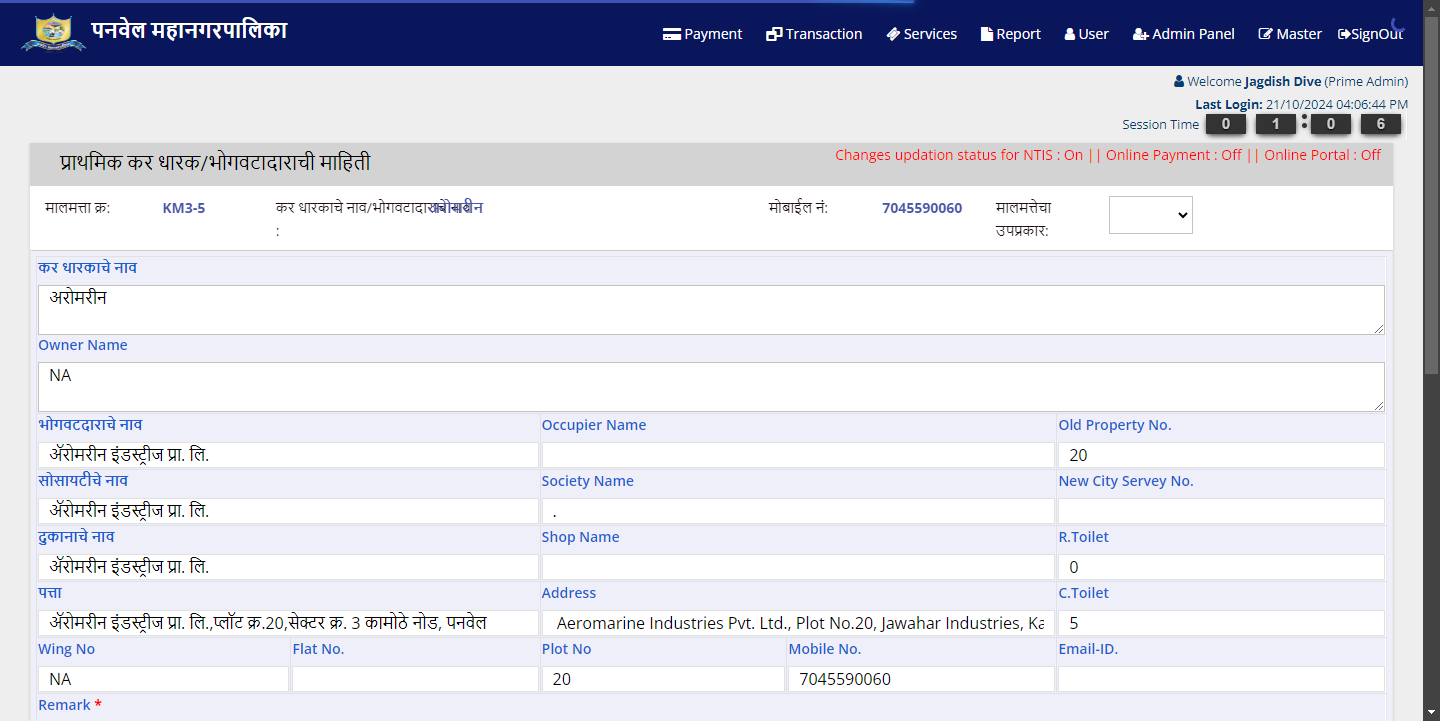 पनवेल महानगरपालिका
Payment Transaction Services Report User Admin Panel Master SignOut
Welcome Jagdish Dive (Prime Admin)
Last Login: 21/10/2024 04:06:44 PM
Session Time 0 1 : 0 6
प्राथमिक कर धारक/भोगवटादाराची माहिती
Changes updation status for NTIS : On || Online Payment : Off || Online Portal : Off
मालमत्ता क्र: KM3-5 कर धारकाचे नाव/भोगवटादाराचे नाव : अरोमरीन मोबाईल नं: 7045590060 मालमत्तेचा उपप्रकार:
कर धारकाचे नाव
अरोमरीन
Owner Name
NA
भोगवटदाराचे नाव Occupier Name Old Property No.
ॲरोमरीन इंडस्ट्रीज प्रा. लि. 20
सोसायटीचे नाव Society Name New City Servey No.
ॲरोमरीन इंडस्ट्रीज प्रा. लि. .
दुकानाचे नाव Shop Name R.Toilet
ॲरोमरीन इंडस्ट्रीज प्रा. लि. 0
पत्ता Address C.Toilet
ॲरोमरीन इंडस्ट्रीज प्रा. लि.,प्लॉट क्र.20,सेक्टर क्र. 3 कामोठे नोड, पनवेल Aeromarine Industries Pvt. Ltd., Plot No.20, Jawahar Industries, Ka 5
Wing No Flat No. Plot No Mobile No. Email-ID.
NA 20 7045590060
Remark *